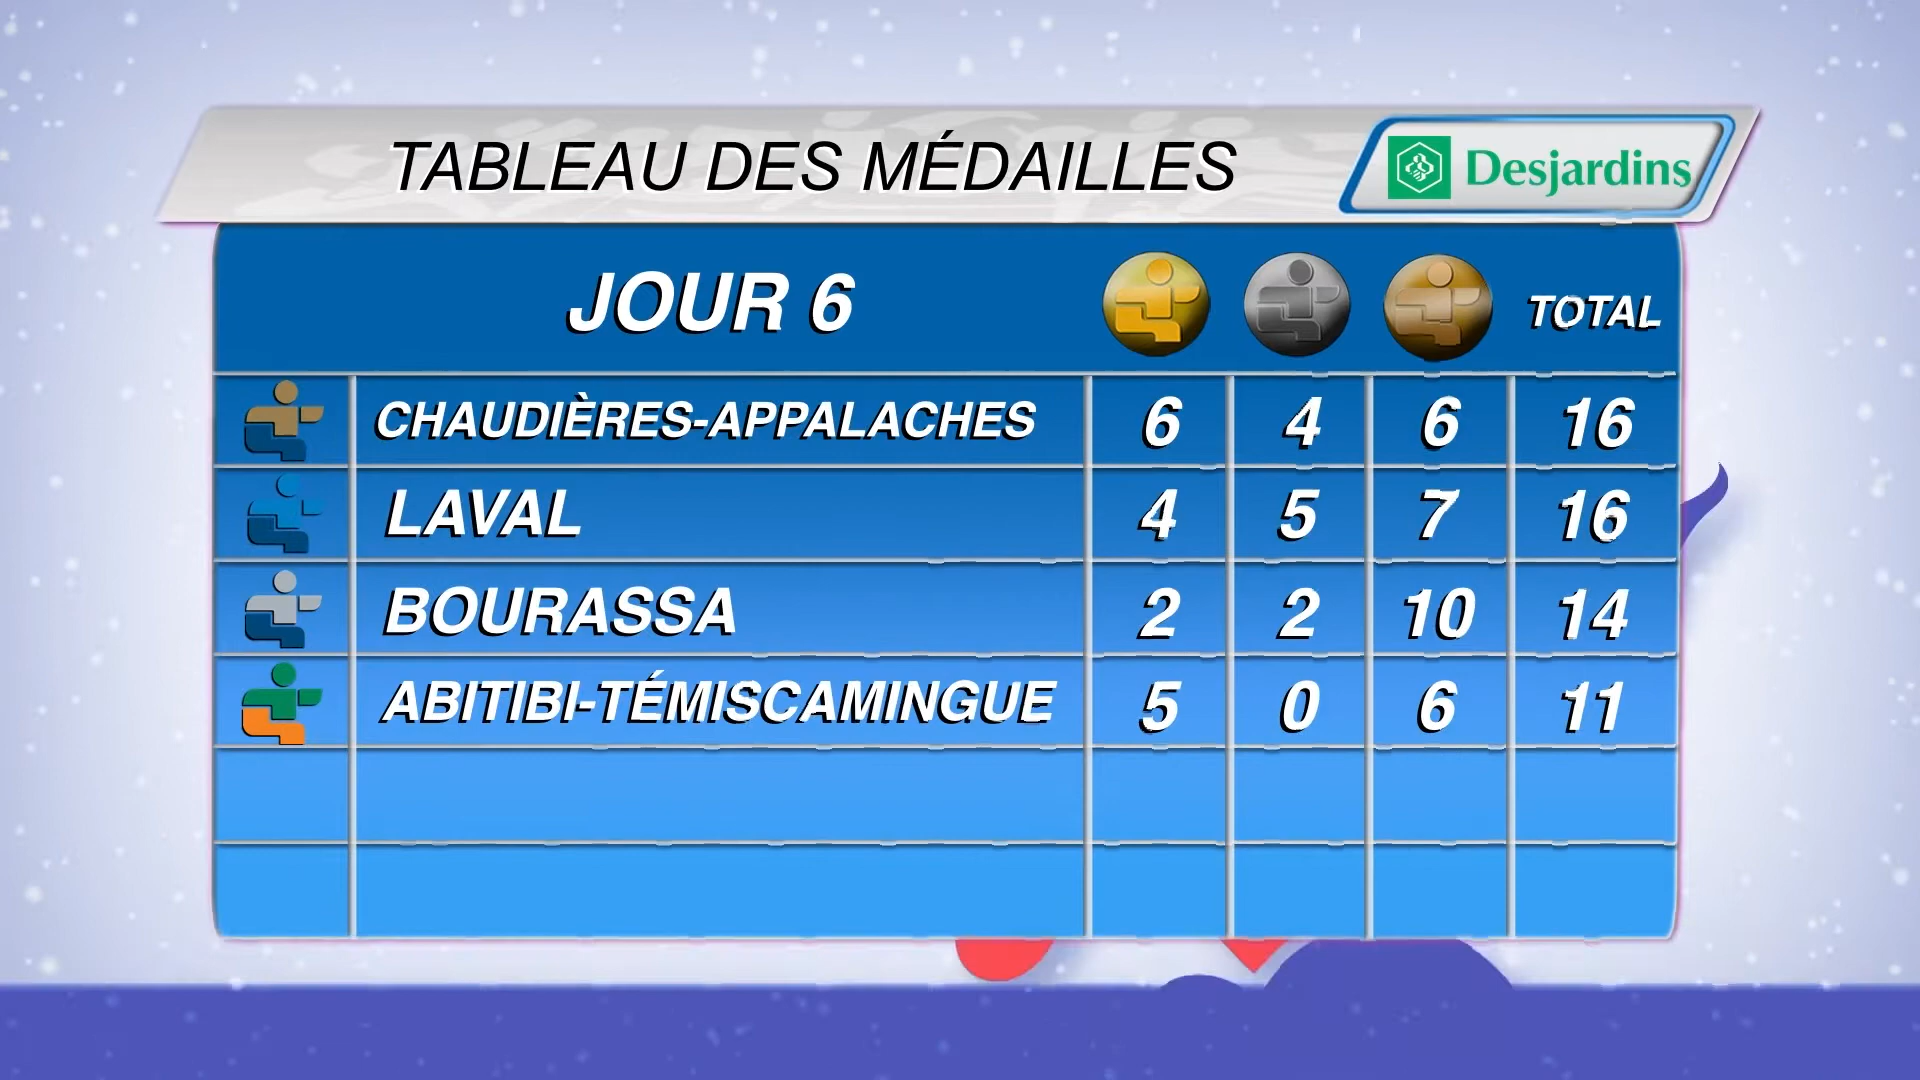 TABLEAU DES MÉDAILLES Desjardins
JOUR 6 TOTAL
CHAUDIÈRES-APPALACHES 6 4 6 16
LAVAL 4 5 7 16
BOURASSA 2 2 10 14
ABITIBI-TÉMISCAMINGUE 5 0 6 11